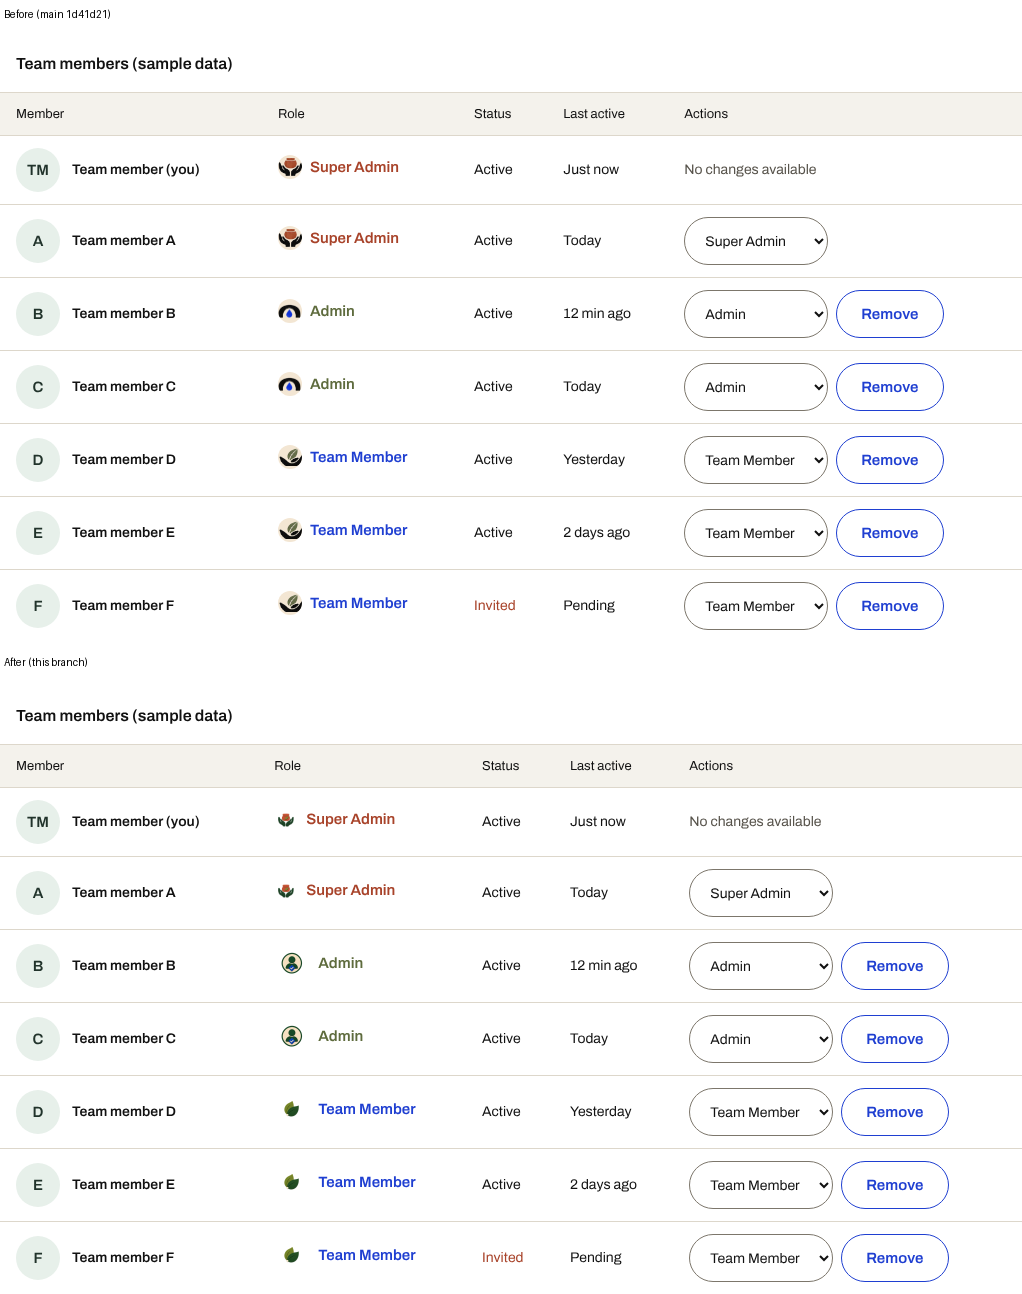 Before (main 1d41d21)
Team members (sample data)
Member Role Status Last active Actions
TM Team member (you) Super Admin Active Just now No changes available
A Team member A Super Admin Active Today Super Admin
B Team member B Admin Active 12 min ago Admin Remove
C Team member C Admin Active Today Admin Remove
D Team member D Team Member Active Yesterday Team Member Remove
E Team member E Team Member Active 2 days ago Team Member Remove
F Team member F Team Member Invited Pending Team Member Remove
After (this branch)
Team members (sample data)
Member Role Status Last active Actions
TM Team member (you) Super Admin Active Just now No changes available
A Team member A Super Admin Active Today Super Admin
B Team member B Admin Active 12 min ago Admin Remove
C Team member C Admin Active Today Admin Remove
D Team member D Team Member Active Yesterday Team Member Remove
E Team member E Team Member Active 2 days ago Team Member Remove
F Team member F Team Member Invited Pending Team Member Remove